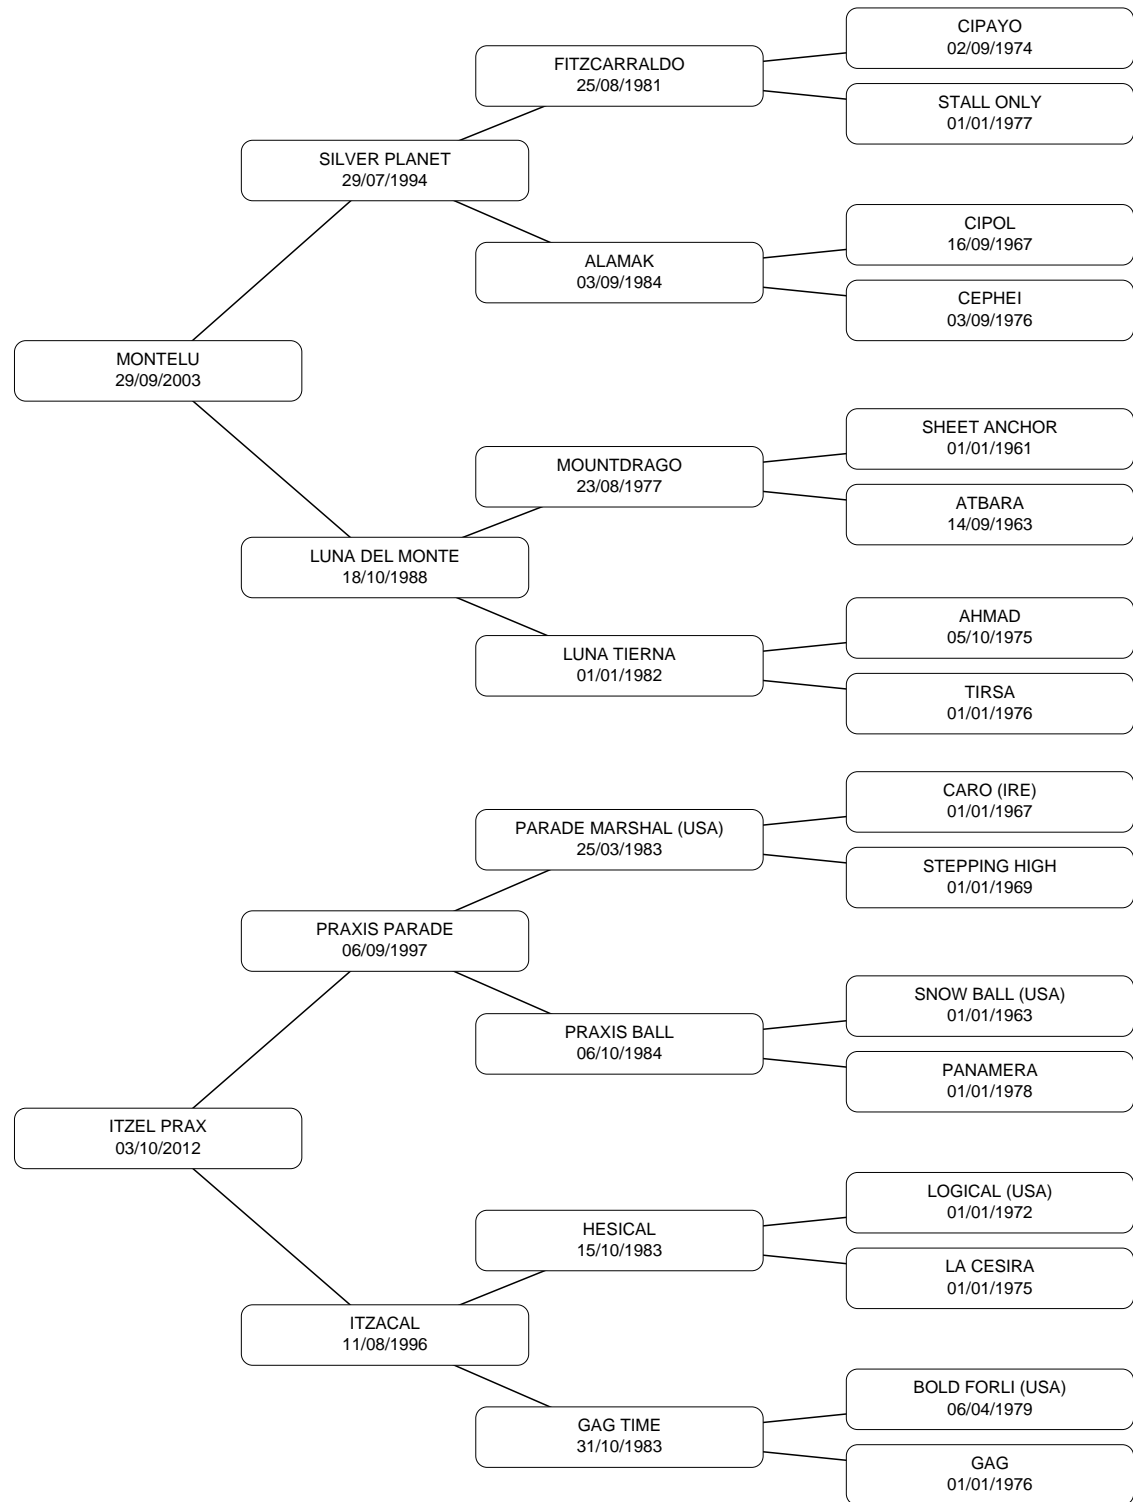 CIPAYO
02/09/1974
FITZCARRALDO
25/08/1981
STALL ONLY
01/01/1977
SILVER PLANET
29/07/1994
CIPOL
16/09/1967
ALAMAK
03/09/1984
CEPHEI
03/09/1976
MONTELU
29/09/2003
SHEET ANCHOR
01/01/1961
MOUNTDRAGO
23/08/1977
ATBARA
14/09/1963
LUNA DEL MONTE
18/10/1988
AHMAD
05/10/1975
LUNA TIERNA
01/01/1982
TIRSA
01/01/1976
CARO (IRE)
01/01/1967
PARADE MARSHAL (USA)
25/03/1983
STEPPING HIGH
01/01/1969
PRAXIS PARADE
06/09/1997
SNOW BALL (USA)
01/01/1963
PRAXIS BALL
06/10/1984
PANAMERA
01/01/1978
ITZEL PRAX
03/10/2012
LOGICAL (USA)
01/01/1972
HESICAL
15/10/1983
LA CESIRA
01/01/1975
ITZACAL
11/08/1996
BOLD FORLI (USA)
06/04/1979
GAG TIME
31/10/1983
GAG
01/01/1976